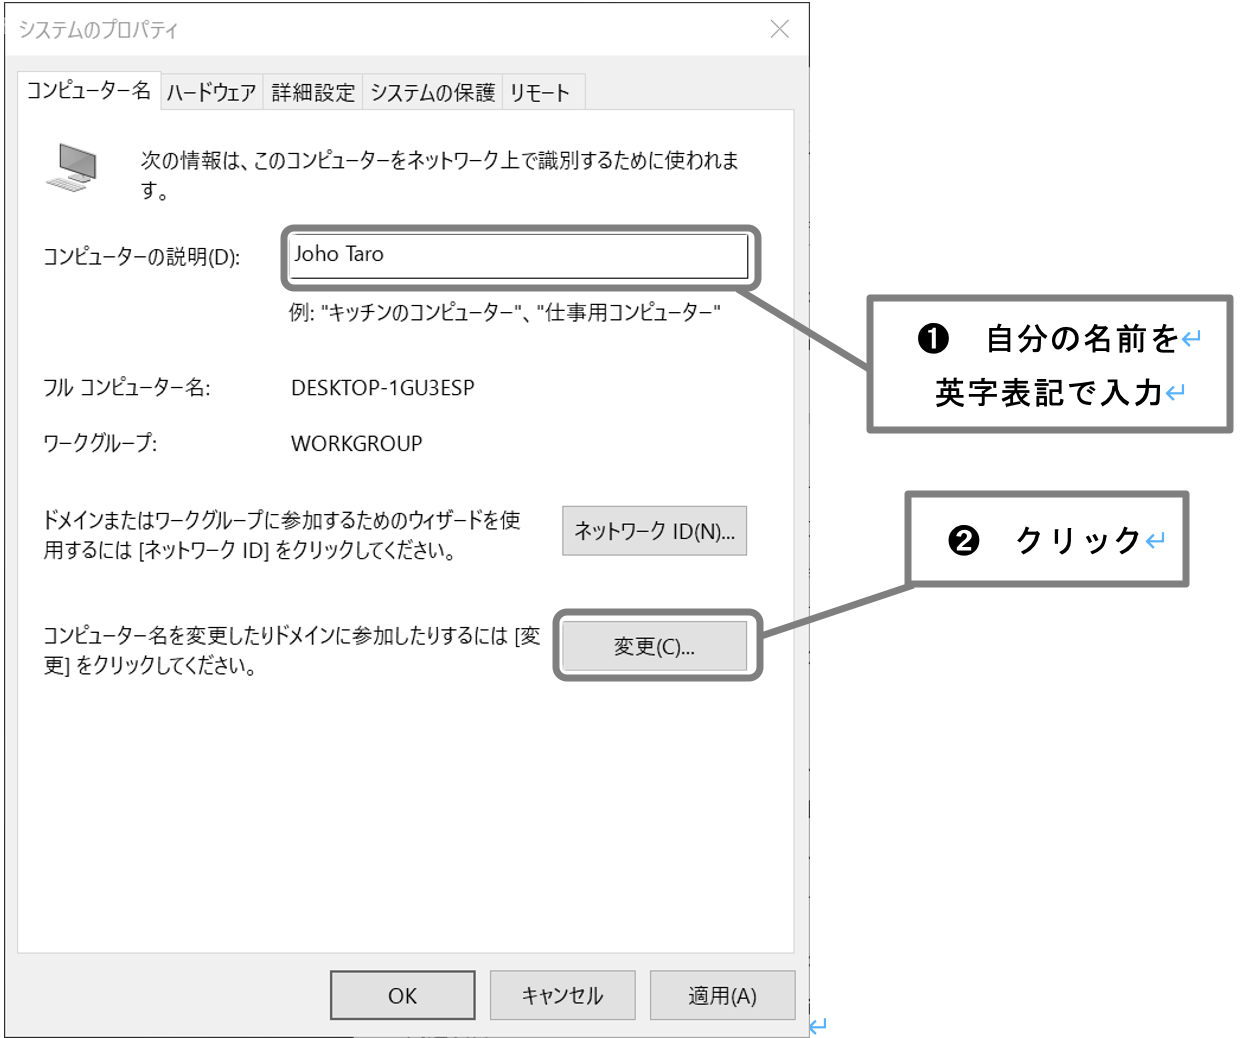 システムのプロパティ
コンピューター名 ハードウェア 詳細設定 システムの保護 リモート
次の情報は、このコンピューターをネットワーク上で識別するために使われま
す。
コンピューターの説明(D): Joho Taro
例: "キッチンのコンピューター"、"仕事用コンピューター"
❶ 自分の名前を↵
英字表記で入力↵
フル コンピューター名: DESKTOP-1GU3ESP
ワークグループ: WORKGROUP
ドメインまたはワークグループに参加するためのウィザードを使
用するには [ネットワーク ID] をクリックしてください。
ネットワーク ID(N)...
❷ クリック↵
コンピューター名を変更したりドメインに参加したりするには [変
更] をクリックしてください。
変更(C)...
OK キャンセル 適用(A)
↵